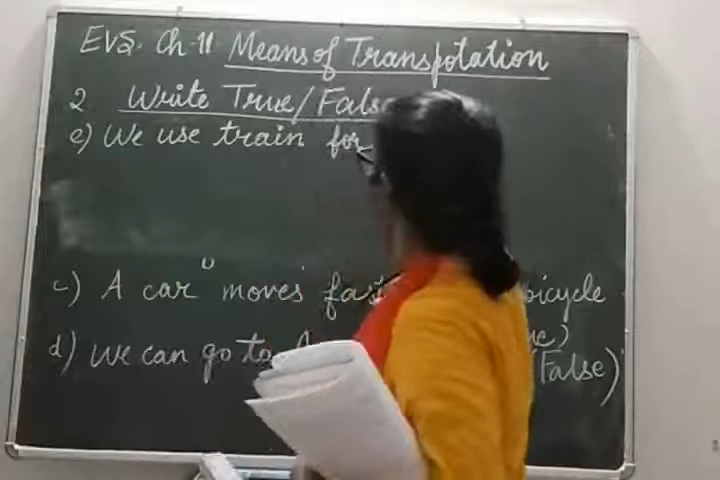 EVS. Ch-11 Means of Transpotation
2 Write True/False
e) We use train for
c) A car moves fast bicycle
d) We can go to
(False)